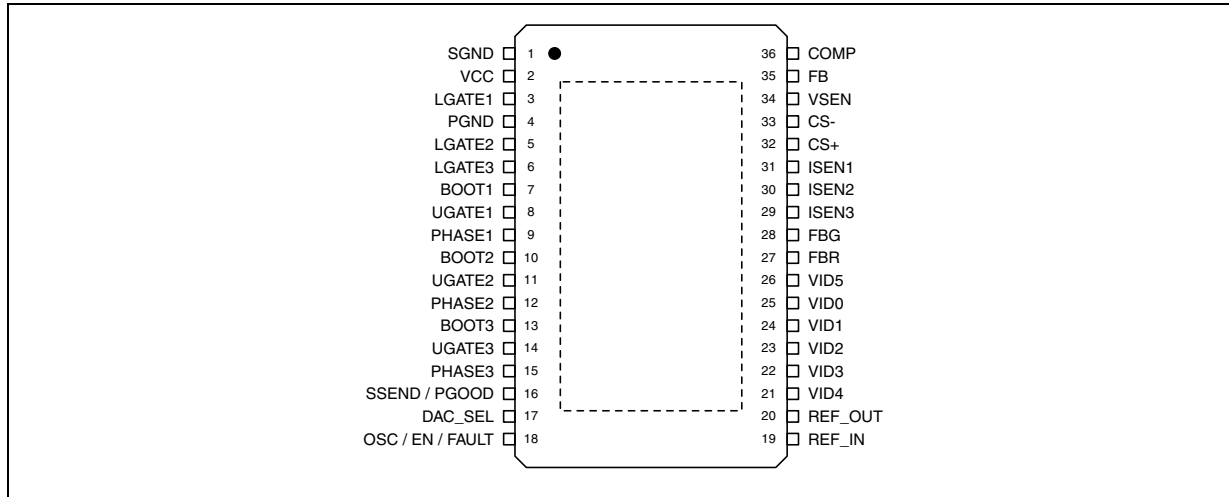 SGND 1 36 COMP
VCC 2 35 FB
LGATE1 3 34 VSEN
PGND 4 33 CS-
LGATE2 5 32 CS+
LGATE3 6 31 ISEN1
BOOT1 7 30 ISEN2
UGATE1 8 29 ISEN3
PHASE1 9 28 FBG
BOOT2 10 27 FBR
UGATE2 11 26 VID5
PHASE2 12 25 VID0
BOOT3 13 24 VID1
UGATE3 14 23 VID2
PHASE3 15 22 VID3
SSEND / PGOOD 16 21 VID4
DAC_SEL 17 20 REF_OUT
OSC / EN / FAULT 18 19 REF_IN